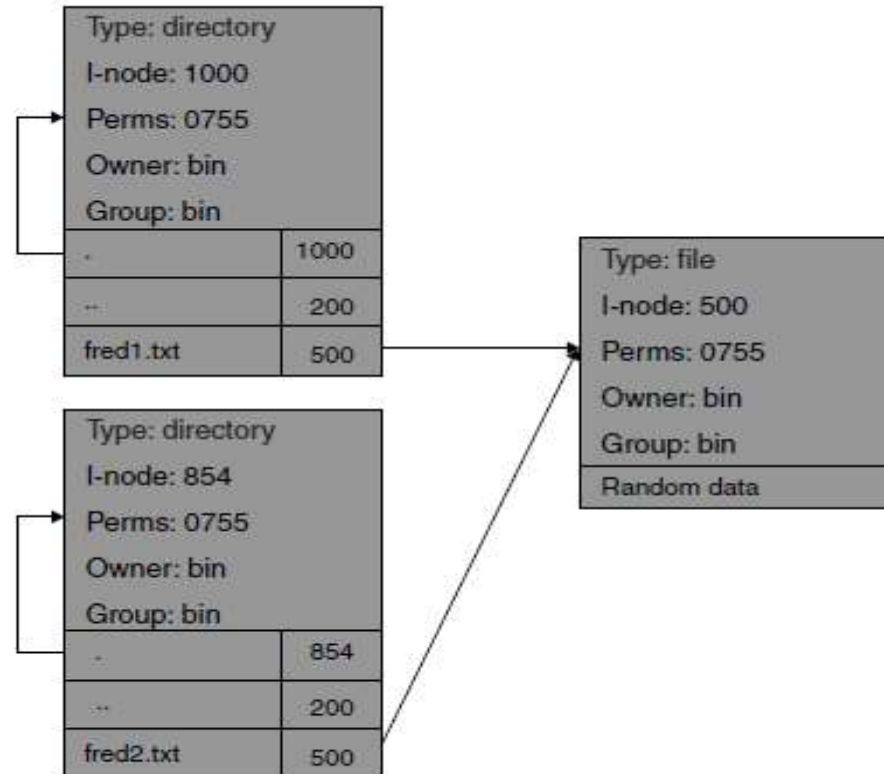 Type: directory
I-node: 1000
Perms: 0755
Owner: bin
Group: bin
. 1000
.. 200
fred1.txt 500
Type: directory
I-node: 854
Perms: 0755
Owner: bin
Group: bin
. 854
.. 200
fred2.txt 500
Type: file
I-node: 500
Perms: 0755
Owner: bin
Group: bin
Random data